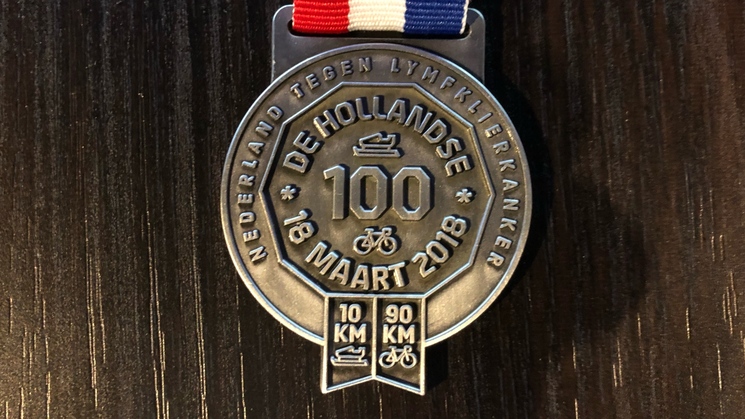 NEDERLAND TEGEN LYMFKLIERKANKER
DE HOLLANDSE
100
* 18 MAART 2018 *
10 KM
90 KM